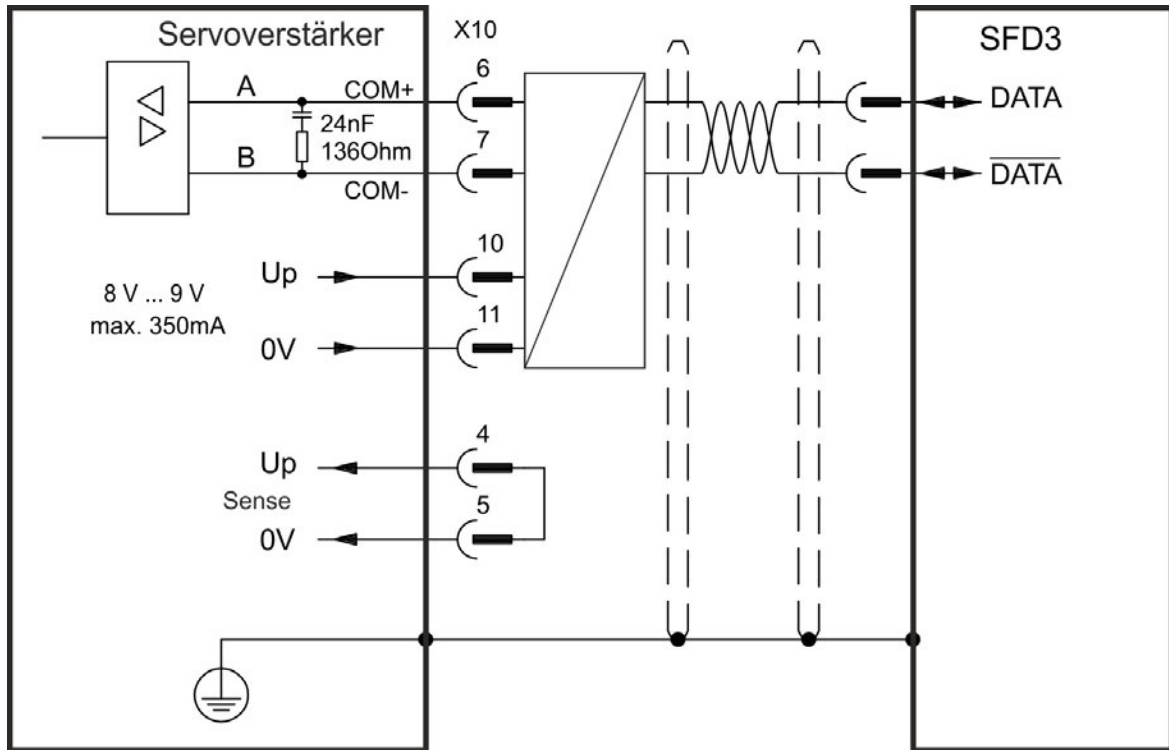 Servoverstärker
X10
SFD3
A
COM+
6
DATA
24nF
136Ohm
7
B
COM-
DATA
Up
10
8 V ... 9 V
max. 350mA
11
0V
4
Up
Sense
5
0V